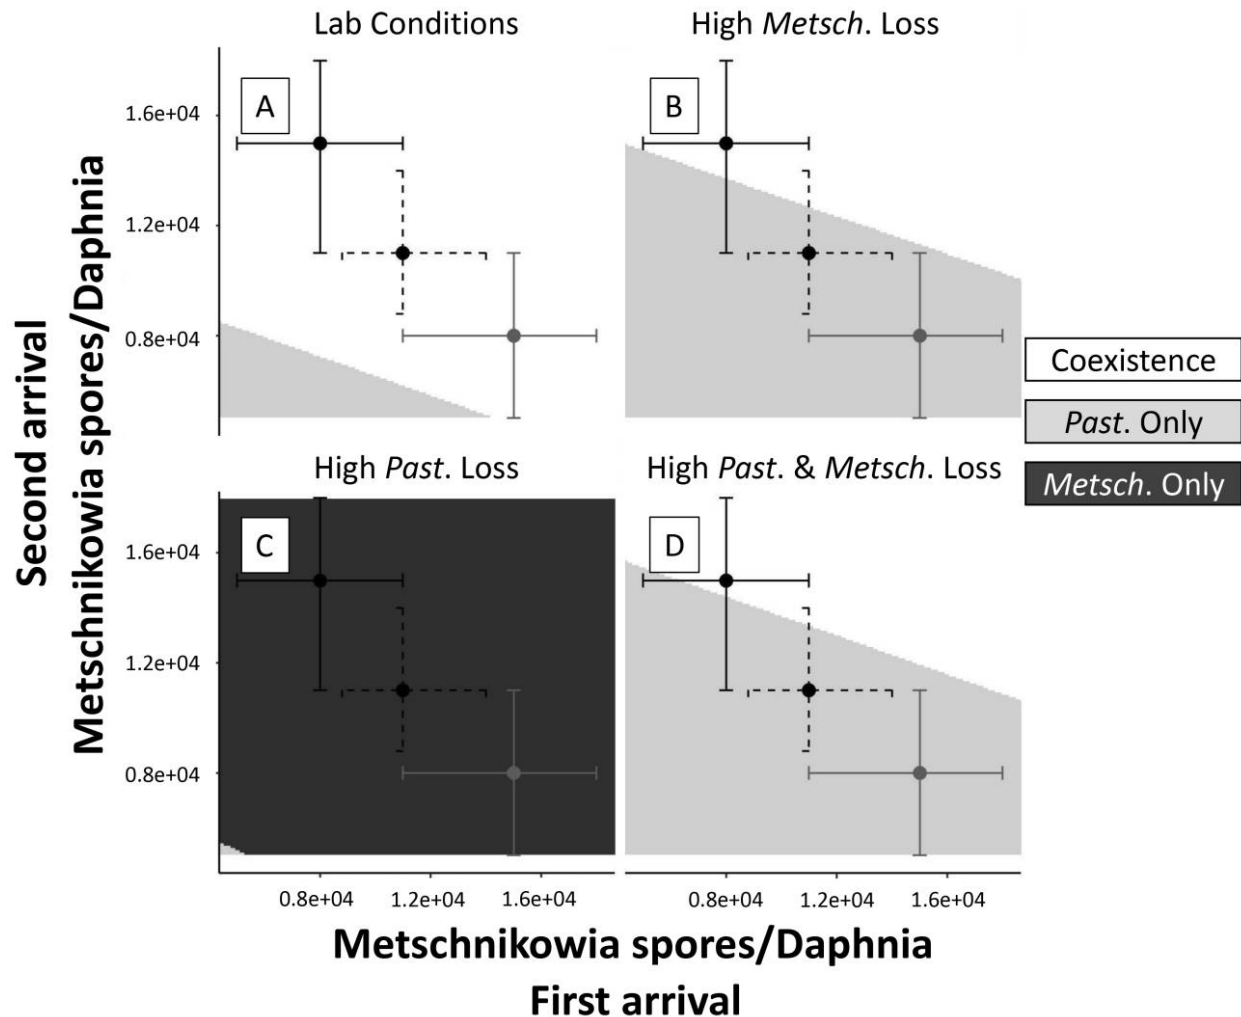 Lab Conditions
High Metsch. Loss
A
B
1.6e+04
1.2e+04
0.8e+04
Second arrival
Metschnikowia spores/Daphnia
Coexistence
Past. Only
Metsch. Only
High Past. Loss
High Past. & Metsch. Loss
C
D
1.6e+04
1.2e+04
0.8e+04
0.8e+04
1.2e+04
1.6e+04
0.8e+04
1.2e+04
1.6e+04
Metschnikowia spores/Daphnia
First arrival